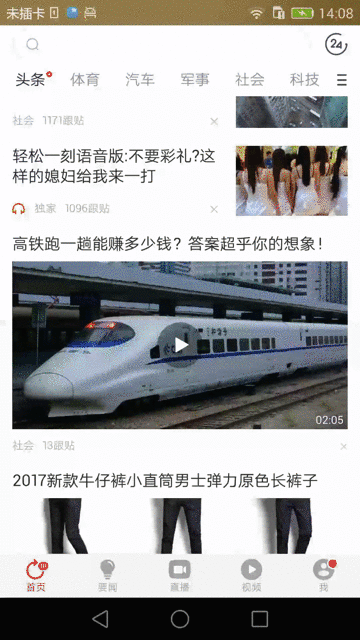 未插卡
14:08
24
头条
体育
汽车
军事
社会
科技
社会 1171跟贴
轻松一刻语音版:不要彩礼?这
样的媳妇给我来一打
独家 1096跟贴
高铁跑一趟能赚多少钱？答案超乎你的想象！
02:05
社会 13跟贴
2017新款牛仔裤小直筒男士弹力原色长裤子
首页
要闻
直播
视频
我